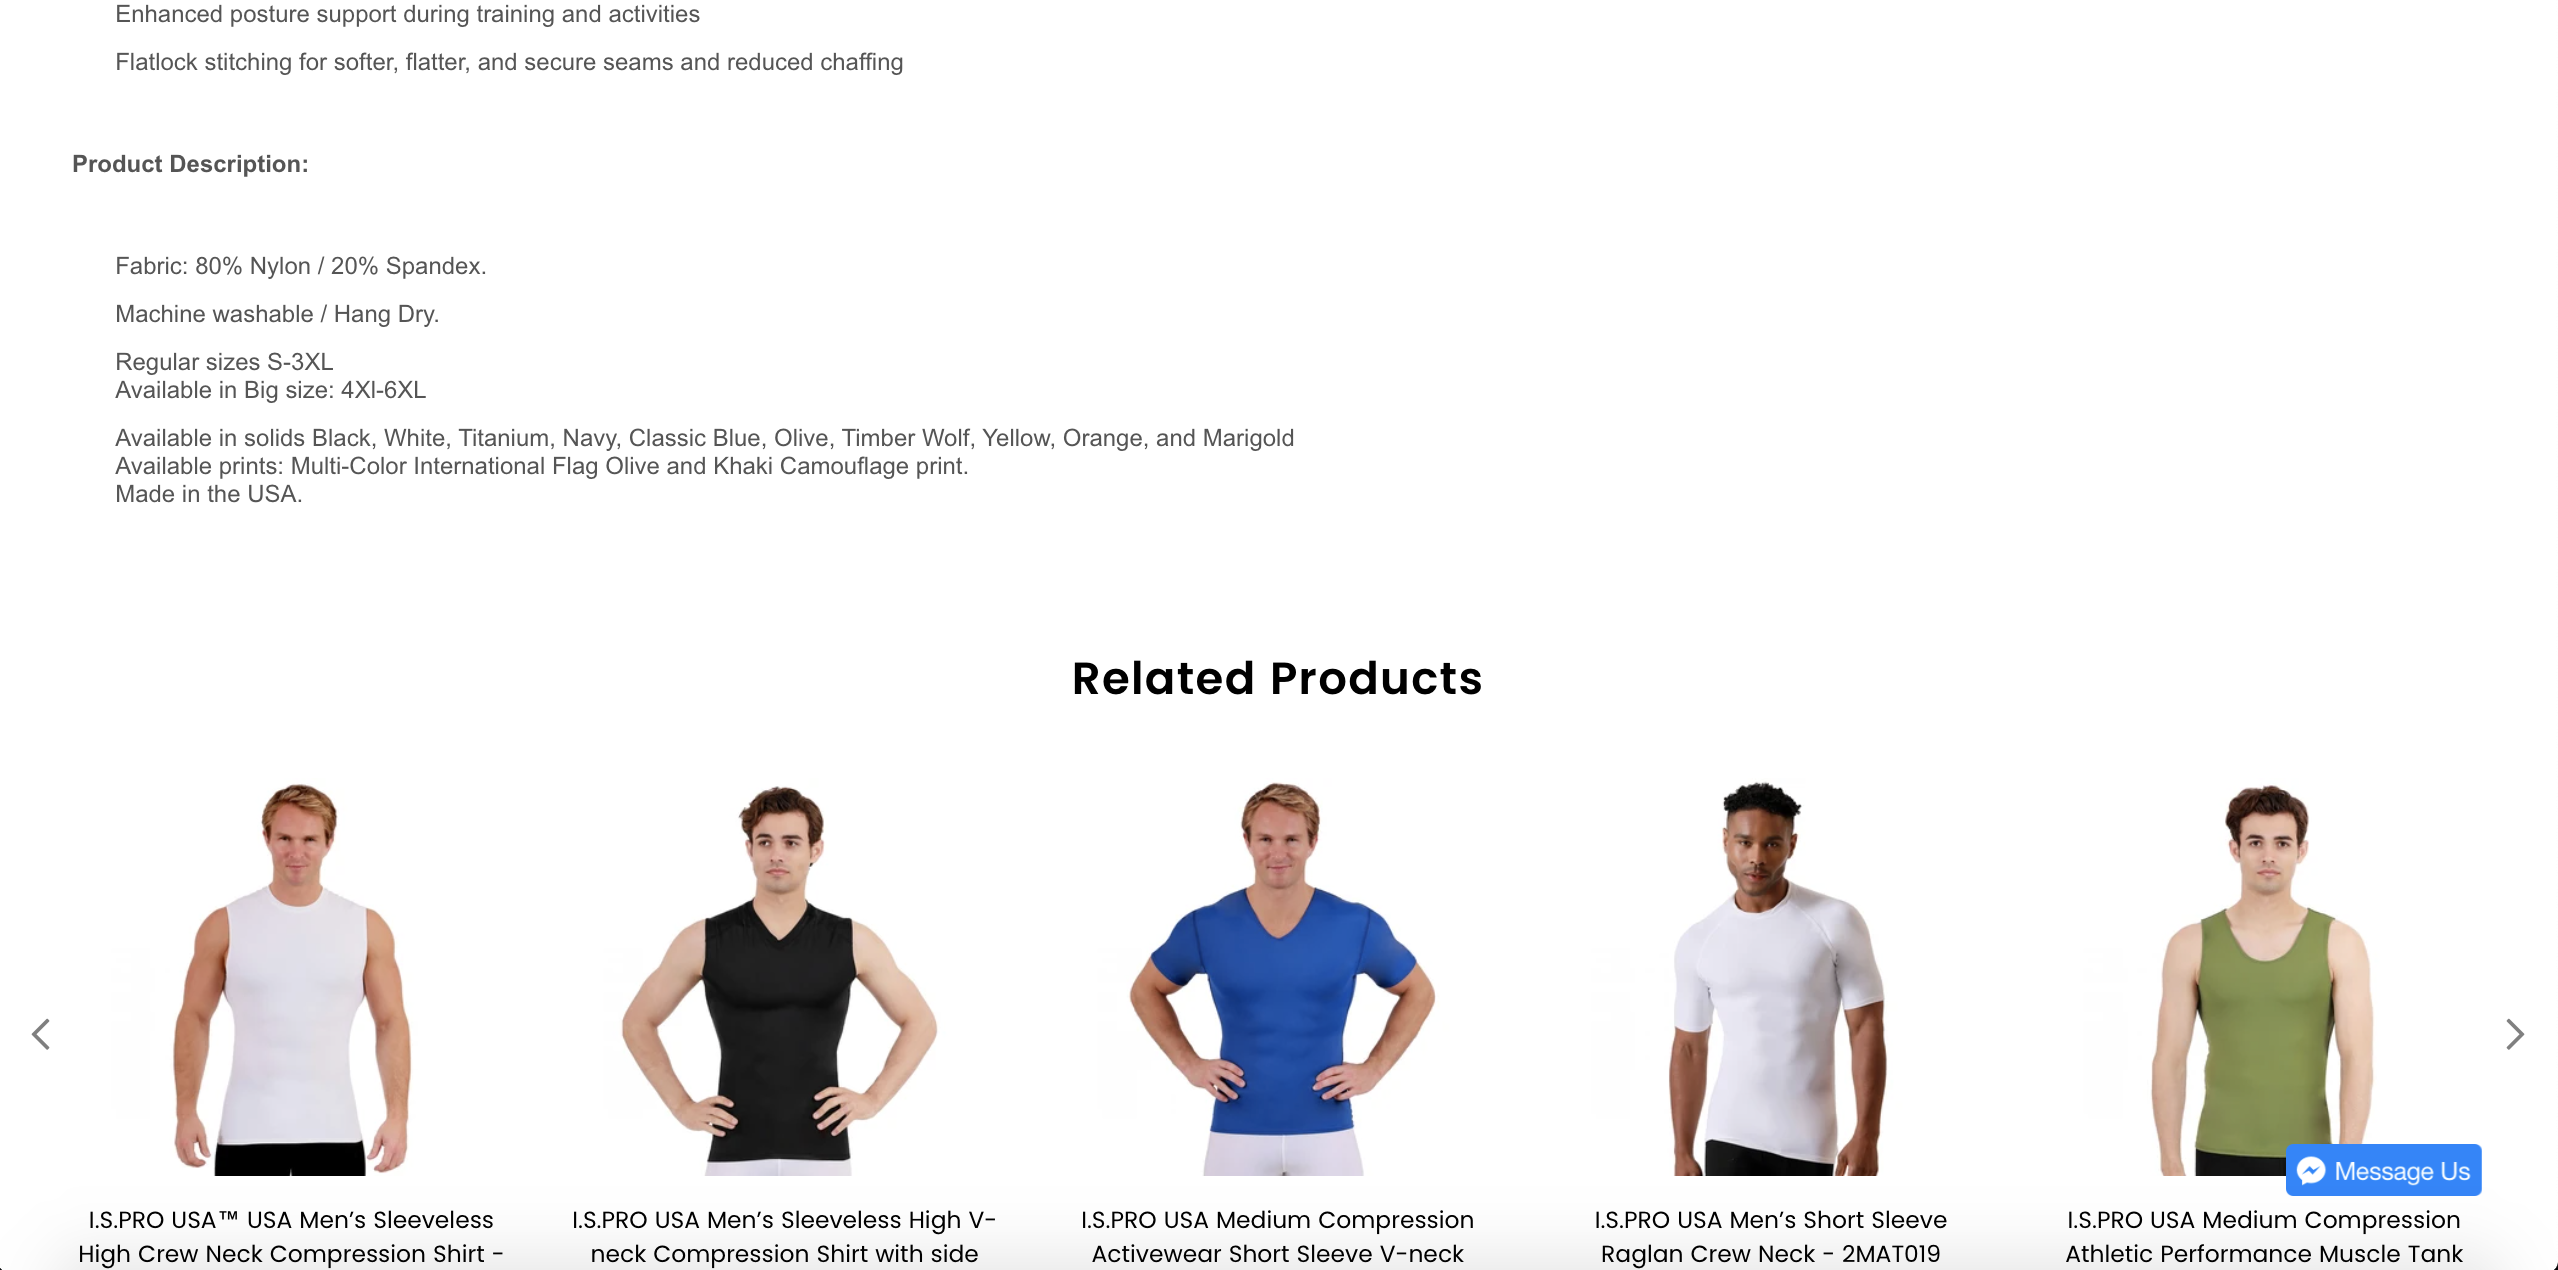 Enhanced posture support during training and activities
Flatlock stitching for softer, flatter, and secure seams and reduced chaffing
Product Description:
Fabric: 80% Nylon / 20% Spandex.
Machine washable / Hang Dry.
Regular sizes S-3XL
Available in Big size: 4Xl-6XL
Available in solids Black, White, Titanium, Navy, Classic Blue, Olive, Timber Wolf, Yellow, Orange, and Marigold
Available prints: Multi-Color International Flag Olive and Khaki Camouflage print.
Made in the USA.
Related Products
Message Us
I.S.PRO USA™ USA Men’s Sleeveless
High Crew Neck Compression Shirt -
I.S.PRO USA Men’s Sleeveless High V-
neck Compression Shirt with side
I.S.PRO USA Medium Compression
Activewear Short Sleeve V-neck
I.S.PRO USA Men’s Short Sleeve
Raglan Crew Neck - 2MAT019
I.S.PRO USA Medium Compression
Athletic Performance Muscle Tank